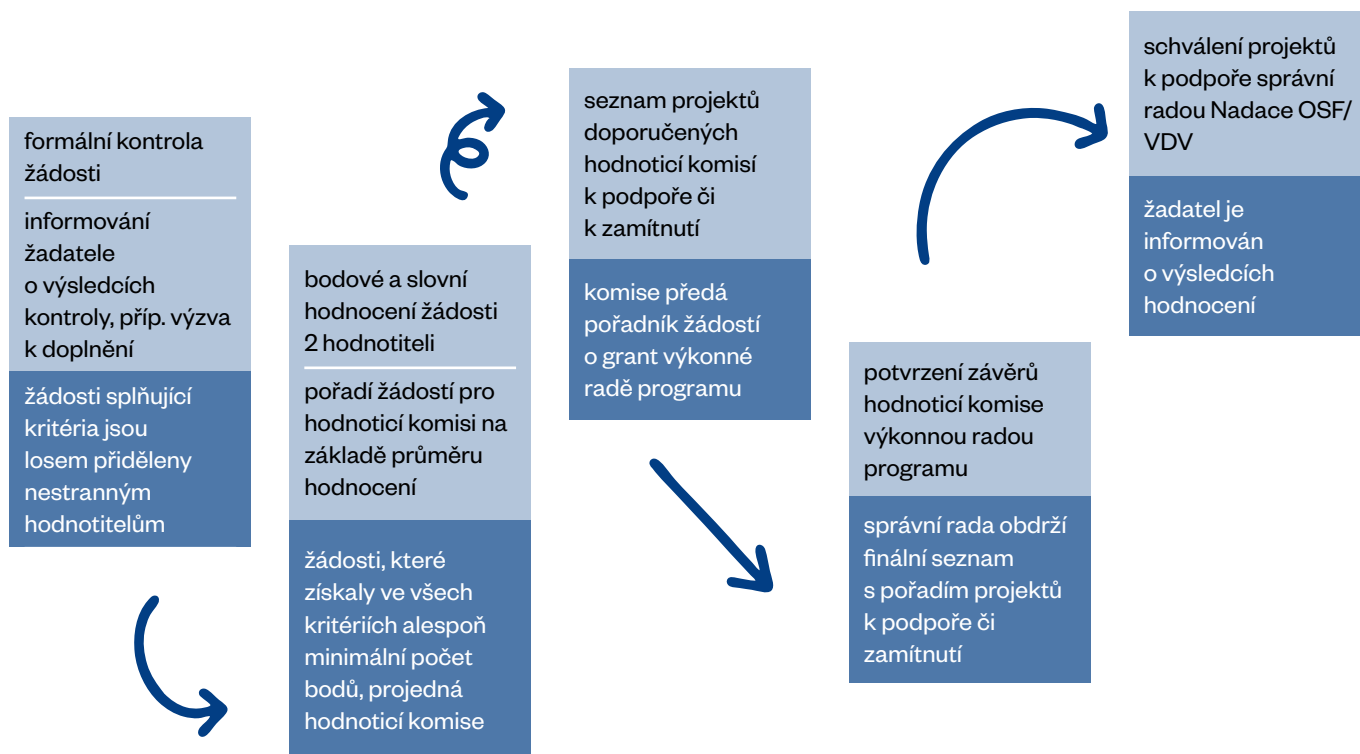 formální kontrola
žádosti
informování
žadatele
o výsledcích
kontroly, příp. výzva
k doplnění
žádosti splňující
kritéria jsou
losem přiděleny
nestranným
hodnotitelům
bodové a slovní
hodnocení žádosti
2 hodnotiteli
pořadí žádostí pro
hodnoticí komisi na
základě průměru
hodnocení
žádosti, které
získaly ve všech
kritériích alespoň
minimální počet
bodů, projedná
hodnoticí komise
seznam projektů
doporučených
hodnoticí komisí
k podpoře či
k zamítnutí
komise předá
pořadník žádostí
o grant výkonné
radě programu
potvrzení závěrů
hodnoticí komise
výkonnou radou
programu
správní rada obdrží
finální seznam
s pořadím projektů
k podpoře či
zamítnutí
schválení projektů
k podpoře správní
radou Nadace OSF/
VDV
žadatel je
informován
o výsledcích
hodnocení